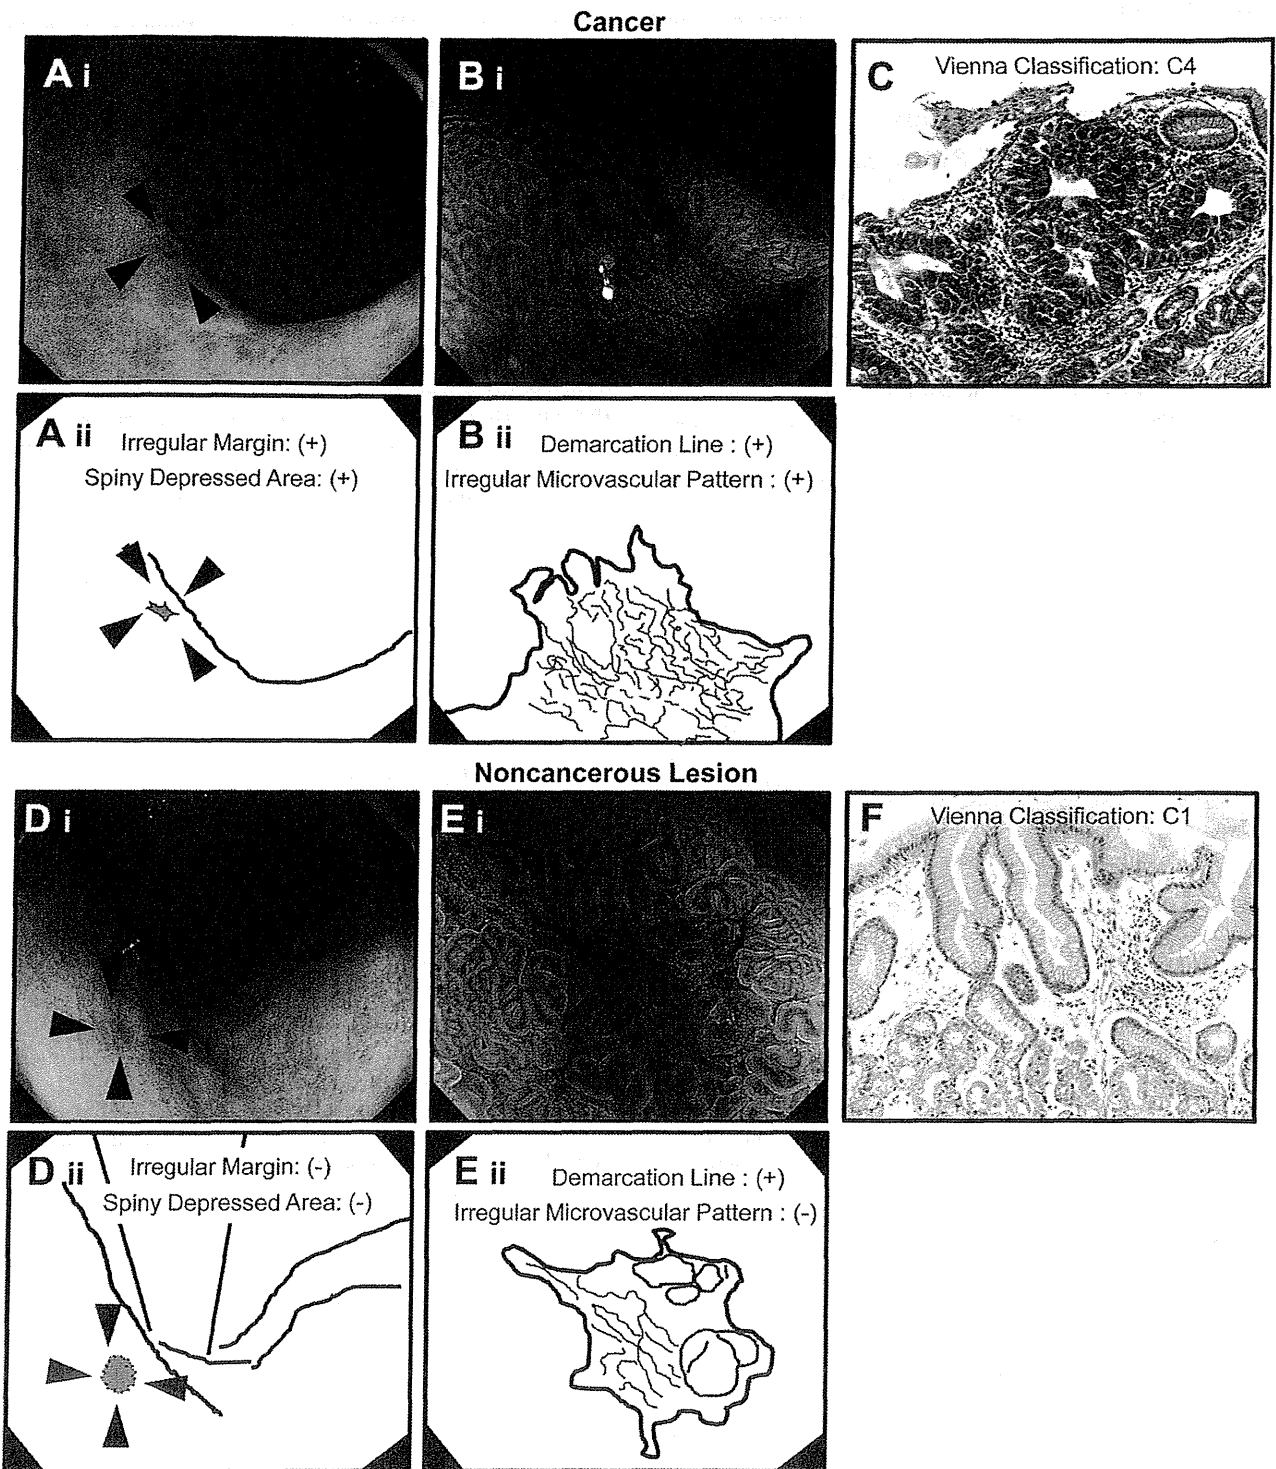 Cancer
A i
B i
C
Vienna Classification: C4
A ii
Irregular Margin: (+)
Spiny Depressed Area: (+)
B ii
Demarcation Line : (+)
Irregular Microvascular Pattern : (+)
Noncancerous Lesion
D i
E i
F
Vienna Classification: C1
D ii
Irregular Margin: (-)
Spiny Depressed Area: (-)
E ii
Demarcation Line : (+)
Irregular Microvascular Pattern : (-)